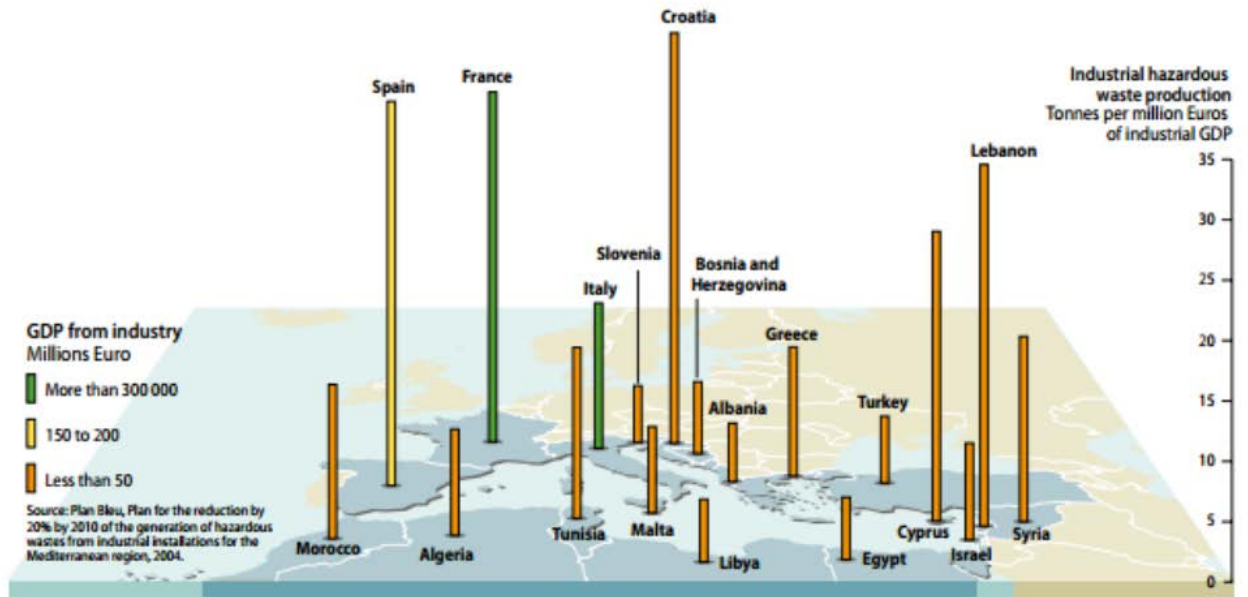 Croatia
France
Spain
Industrial hazardous
waste production
Tonnes per million Euros
of industrial GDP
Lebanon
35
30
Slovenia
Bosnia and
Herzegovina
25
Italy
GDP from industry
Millions Euro
More than 300 000
150 to 200
Less than 50
Greece
20
Turkey
Albania
15
10
Source: Plan Bleu, Plan for the reduction by
20% by 2010 of the generation of hazardous
wastes from industrial installations for the
Mediterranean region, 2004.
Morocco
Algeria
Tunisia
Malta
Libya
Egypt
Cyprus
Israel
Syria
5
0